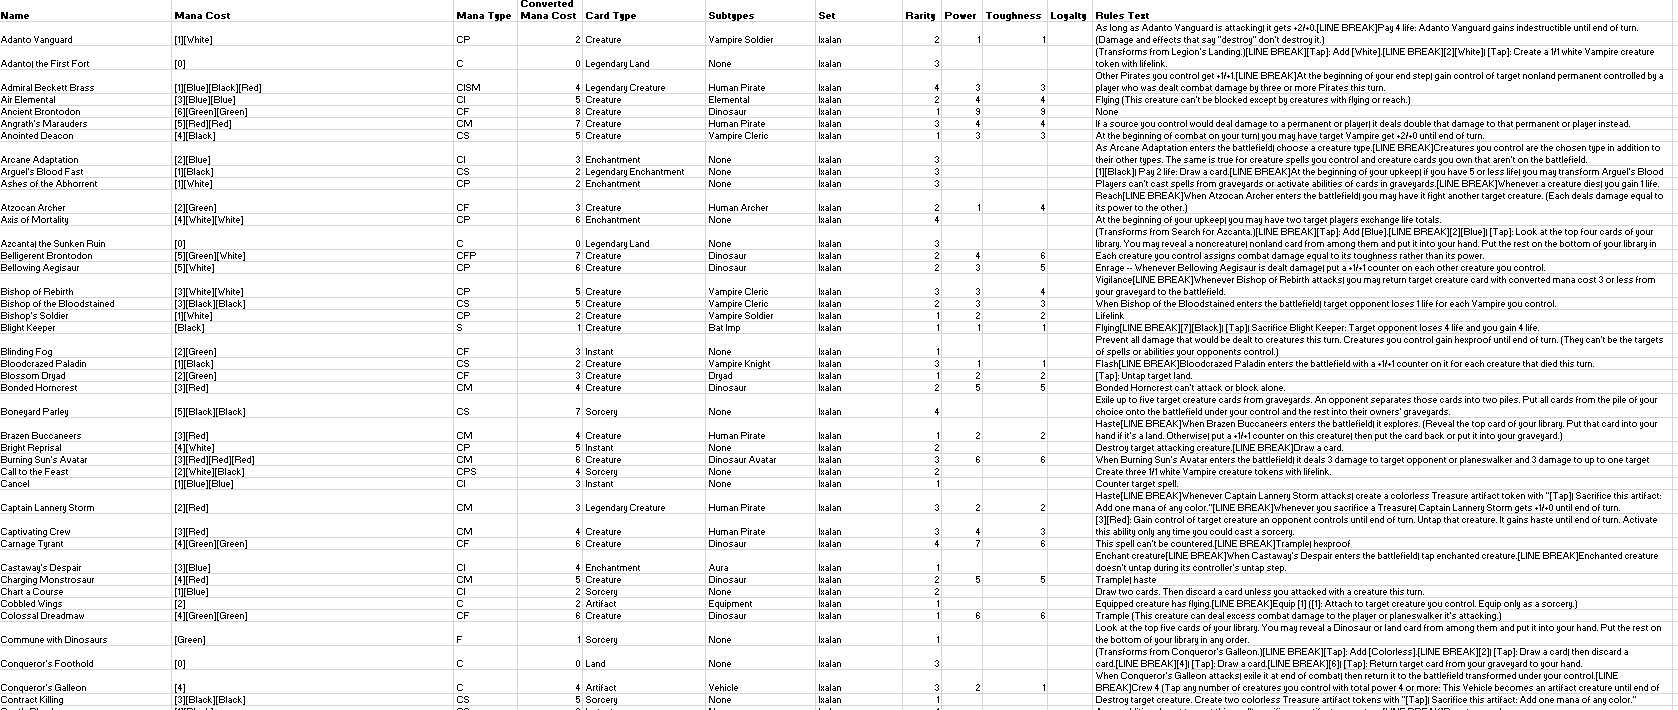 Name Mana Cost Mana Type Converted Mana Cost Card Type Subtypes Set Rarity Power Toughness Loyalty Rules Text
Adanto Vanguard [1][White] CP 2 Creature Vampire Soldier Ixalan 2 1 1 As long as Adanto Vanguard is attacking| it gets +2/+0.[LINE BREAK]Pay 4 life: Adanto Vanguard gains indestructible until end of turn.
(Damage and effects that say "destroy" don't destroy it.)
Adanto| the First Fort [0] C 0 Legendary Land None Ixalan 3 (Transforms from Legion's Landing.)[LINE BREAK][Tap]: Add [White].[LINE BREAK][2][White]| [Tap]: Create a 1/1 white Vampire creature
token with lifelink.
Admiral Beckett Brass [1][Blue][Black][Red] CISM 4 Legendary Creature Human Pirate Ixalan 4 3 3 Other Pirates you control get +1/+1.[LINE BREAK]At the beginning of your end step| gain control of target nonland permanent controlled by a
player who was dealt combat damage by three or more Pirates this turn.
Air Elemental [3][Blue][Blue] CI 5 Creature Elemental Ixalan 2 4 4 Flying (This creature can't be blocked except by creatures with flying or reach.)
Ancient Brontodon [6][Green][Green] CF 8 Creature Dinosaur Ixalan 1 9 9 None
Angrath's Marauders [5][Red][Red] CM 7 Creature Human Pirate Ixalan 3 4 4 If a source you control would deal damage to a permanent or player| it deals double that damage to that permanent or player instead.
Anointed Deacon [4][Black] CS 5 Creature Vampire Cleric Ixalan 1 3 3 At the beginning of combat on your turn| you may have target Vampire get +2/+0 until end of turn.
Arcane Adaptation [2][Blue] CI 3 Enchantment None Ixalan 3 As Arcane Adaptation enters the battlefield| choose a creature type.[LINE BREAK]Creatures you control are the chosen type in addition to
their other types. The same is true for creature spells you control and creature cards you own that aren't on the battlefield.
Arguel's Blood Fast [1][Black] CS 2 Legendary Enchantment None Ixalan 3 [1][Black]| Pay 2 life: Draw a card.[LINE BREAK]At the beginning of your upkeep| if you have 5 or less life| you may transform Arguel's Blood
Ashes of the Abhorrent [1][White] CP 2 Enchantment None Ixalan 3 Players can't cast spells from graveyards or activate abilities of cards in graveyards.[LINE BREAK]Whenever a creature dies| you gain 1 life.
Atzocan Archer [2][Green] CF 3 Creature Human Archer Ixalan 2 1 4 Reach[LINE BREAK]When Atzocan Archer enters the battlefield| you may have it fight another target creature. (Each deals damage equal to
its power to the other.)
Axis of Mortality [4][White][White] CP 6 Enchantment None Ixalan 4 At the beginning of your upkeep| you may have two target players exchange life totals.
Azcanta| the Sunken Ruin [0] C 0 Legendary Land None Ixalan 3 (Transforms from Search for Azcanta.)[LINE BREAK][Tap]: Add [Blue].[LINE BREAK][2][Blue]| [Tap]: Look at the top four cards of your
library. You may reveal a noncreature| nonland card from among them and put it into your hand. Put the rest on the bottom of your library in
Belligerent Brontodon [5][Green][White] CFP 7 Creature Dinosaur Ixalan 2 4 6 Each creature you control assigns combat damage equal to its toughness rather than its power.
Bellowing Aegisaur [5][White] CP 6 Creature Dinosaur Ixalan 2 3 5 Enrage -- Whenever Bellowing Aegisaur is dealt damage| put a +1/+1 counter on each other creature you control.
Bishop of Rebirth [3][White][White] CP 5 Creature Vampire Cleric Ixalan 3 3 4 Vigilance[LINE BREAK]Whenever Bishop of Rebirth attacks| you may return target creature card with converted mana cost 3 or less from
your graveyard to the battlefield.
Bishop of the Bloodstained [3][Black][Black] CS 5 Creature Vampire Cleric Ixalan 2 3 3 When Bishop of the Bloodstained enters the battlefield| target opponent loses 1 life for each Vampire you control.
Bishop's Soldier [1][White] CP 2 Creature Vampire Soldier Ixalan 1 2 2 Lifelink
Blight Keeper [Black] S 1 Creature Bat Imp Ixalan 1 1 1 Flying[LINE BREAK][7][Black]| [Tap]| Sacrifice Blight Keeper: Target opponent loses 4 life and you gain 4 life.
Blinding Fog [2][Green] CF 3 Instant None Ixalan 1 Prevent all damage that would be dealt to creatures this turn. Creatures you control gain hexproof until end of turn. (They can't be the targets
of spells or abilities your opponents control.)
Bloodcrazed Paladin [1][Black] CS 2 Creature Vampire Knight Ixalan 3 1 1 Flash[LINE BREAK]Bloodcrazed Paladin enters the battlefield with a +1/+1 counter on it for each creature that died this turn.
Blossom Dryad [2][Green] CF 3 Creature Dryad Ixalan 1 2 2 [Tap]: Untap target land.
Bonded Horncrest [3][Red] CM 4 Creature Dinosaur Ixalan 2 5 5 Bonded Horncrest can't attack or block alone.
Boneyard Parley [5][Black][Black] CS 7 Sorcery None Ixalan 4 Exile up to five target creature cards from graveyards. An opponent separates those cards into two piles. Put all cards from the pile of your
choice onto the battlefield under your control and the rest into their owners' graveyards.
Brazen Buccaneers [3][Red] CM 4 Creature Human Pirate Ixalan 1 2 2 Haste[LINE BREAK]When Brazen Buccaneers enters the battlefield| it explores. (Reveal the top card of your library. Put that card into your
hand if it's a land. Otherwise| put a +1/+1 counter on this creature| then put the card back or put it into your graveyard.)
Bright Reprisal [4][White] CP 5 Instant None Ixalan 2 Destroy target attacking creature.[LINE BREAK]Draw a card.
Burning Sun's Avatar [3][Red][Red][Red] CM 6 Creature Dinosaur Avatar Ixalan 3 6 6 When Burning Sun's Avatar enters the battlefield| it deals 3 damage to target opponent or planeswalker and 3 damage to up to one target
Call to the Feast [2][White][Black] CPS 4 Sorcery None Ixalan 2 Create three 1/1 white Vampire creature tokens with lifelink.
Cancel [1][Blue][Blue] CI 3 Instant None Ixalan 1 Counter target spell.
Captain Lannery Storm [2][Red] CM 3 Legendary Creature Human Pirate Ixalan 3 2 2 Haste[LINE BREAK]Whenever Captain Lannery Storm attacks| create a colorless Treasure artifact token with "[Tap]| Sacrifice this artifact:
Add one mana of any color."[LINE BREAK]Whenever you sacrifice a Treasure| Captain Lannery Storm gets +1/+0 until end of turn.
Captivating Crew [3][Red] CM 4 Creature Human Pirate Ixalan 3 4 3 [3][Red]: Gain control of target creature an opponent controls until end of turn. Untap that creature. It gains haste until end of turn. Activate
this ability only any time you could cast a sorcery.
Carnage Tyrant [4][Green][Green] CF 6 Creature Dinosaur Ixalan 4 7 6 This spell can't be countered.[LINE BREAK]Trample| hexproof
Castaway's Despair [3][Blue] CI 4 Enchantment Aura Ixalan 1 Enchant creature[LINE BREAK]When Castaway's Despair enters the battlefield| tap enchanted creature.[LINE BREAK]Enchanted creature
doesn't untap during its controller's untap step.
Charging Monstrosaur [4][Red] CM 5 Creature Dinosaur Ixalan 2 5 5 Trample| haste
Chart a Course [1][Blue] CI 2 Sorcery None Ixalan 2 Draw two cards. Then discard a card unless you attacked with a creature this turn.
Cobbled Wings [2] C 2 Artifact Equipment Ixalan 1 Equipped creature has flying.[LINE BREAK]Equip [1] ([1]: Attach to target creature you control. Equip only as a sorcery.)
Colossal Dreadmaw [4][Green][Green] CF 6 Creature Dinosaur Ixalan 1 6 6 Trample (This creature can deal excess combat damage to the player or planeswalker it's attacking.)
Commune with Dinosaurs [Green] F 1 Sorcery None Ixalan 1 Look at the top five cards of your library. You may reveal a Dinosaur or land card from among them and put it into your hand. Put the rest on
the bottom of your library in any order.
Conqueror's Foothold [0] C 0 Land None Ixalan 3 (Transforms from Conqueror's Galleon.)[LINE BREAK][Tap]: Add [Colorless].[LINE BREAK][2]| [Tap]: Draw a card| then discard a
card.[LINE BREAK][4]| [Tap]: Draw a card.[LINE BREAK][6]| [Tap]: Return target card from your graveyard to your hand.
Conqueror's Galleon [4] C 4 Artifact Vehicle Ixalan 3 2 1 When Conqueror's Galleon attacks| exile it at end of combat| then return it to the battlefield transformed under your control.[LINE
BREAK]Crew 4 (Tap any number of creatures you control with total power 4 or more: This Vehicle becomes an artifact creature until end of
Contract Killing [3][Black][Black] CS 5 Sorcery None Ixalan 1 Destroy target creature. Create two colorless Treasure artifact tokens with "[Tap]| Sacrifice this artifact: Add one mana of any color."